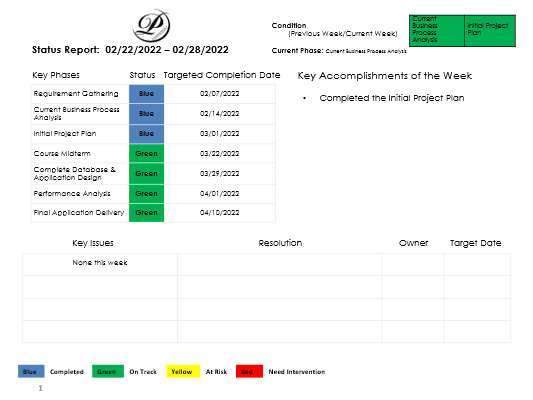 P
Status Report: 02/22/2022 – 02/28/2022
Condition
(Previous Week/Current Week)
Current
Business
Process
Analysis
Initial Project
Plan
Current Phase: Current Business Process Analysis
Key Phases Status Targeted Completion Date
Requirement Gathering Blue 02/07/2022
Current Business Process
Analysis Blue 02/14/2022
Initial Project Plan Blue 03/01/2022
Course Midterm Green 03/22/2022
Complete Database &
Application Design Green 03/29/2022
Performance Analysis Green 04/01/2022
Final Application Delivery Green 04/10/2022
Key Accomplishments of the Week
• Completed the Initial Project Plan
Key Issues Resolution Owner Target Date
None this week
Blue Completed Green On Track Yellow At Risk Red Need Intervention
1